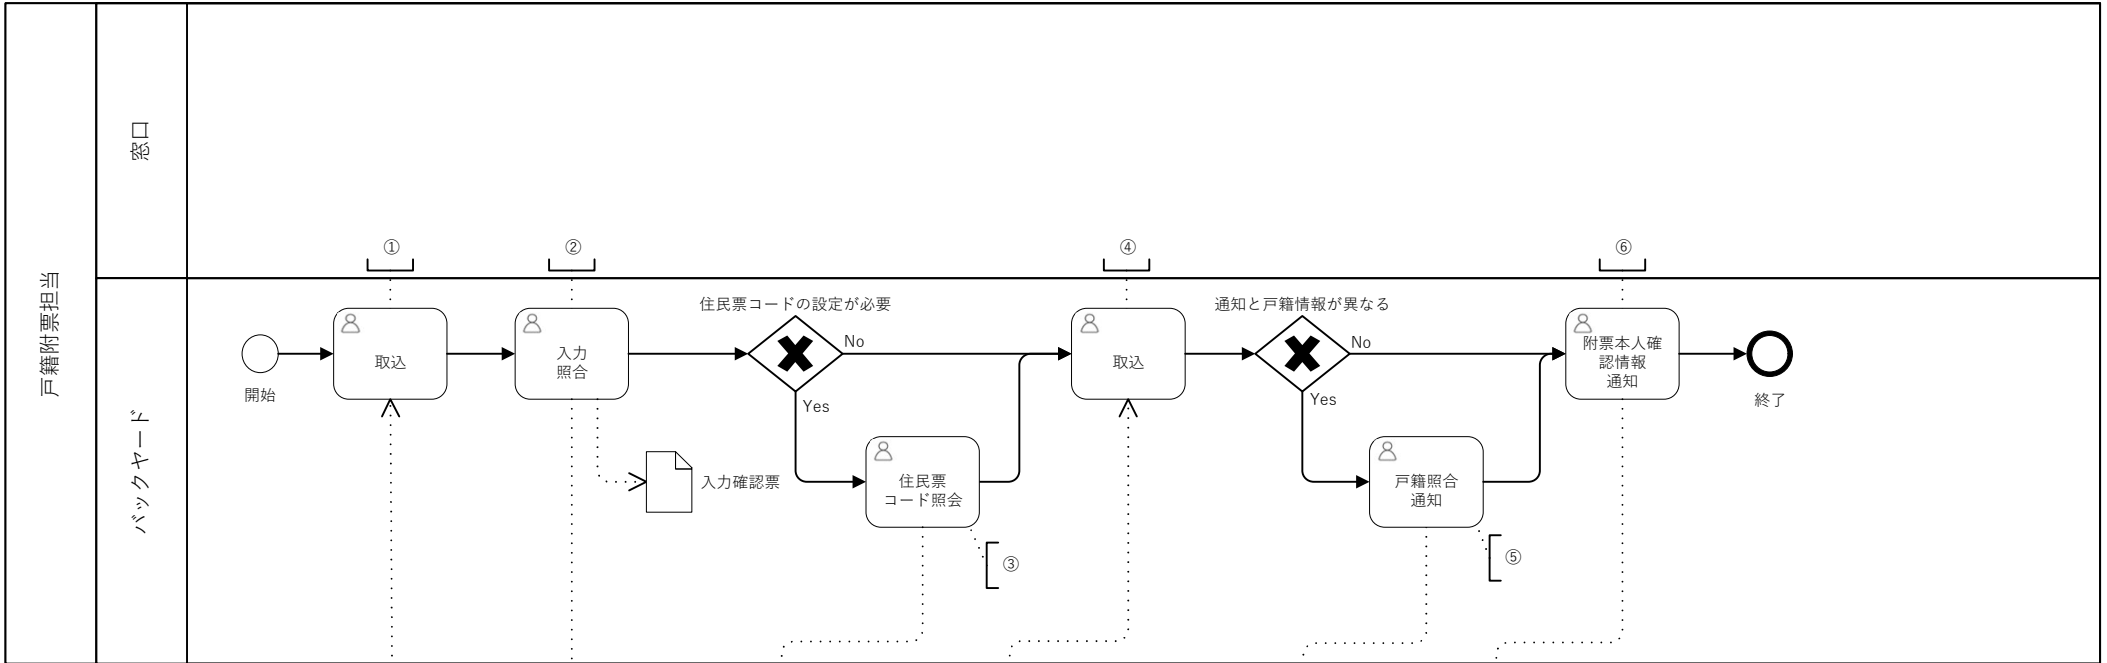 戸籍附票担当
窓口
バックヤード
①
②
④
⑥
住民票コードの設定が必要
通知と戸籍情報が異なる
開始
取込
入力
照合
No
Yes
取込
No
Yes
附票本人確
認情報
通知
終了
入力確認票
住民票
コード照会
③
戸籍照合
通知
⑤